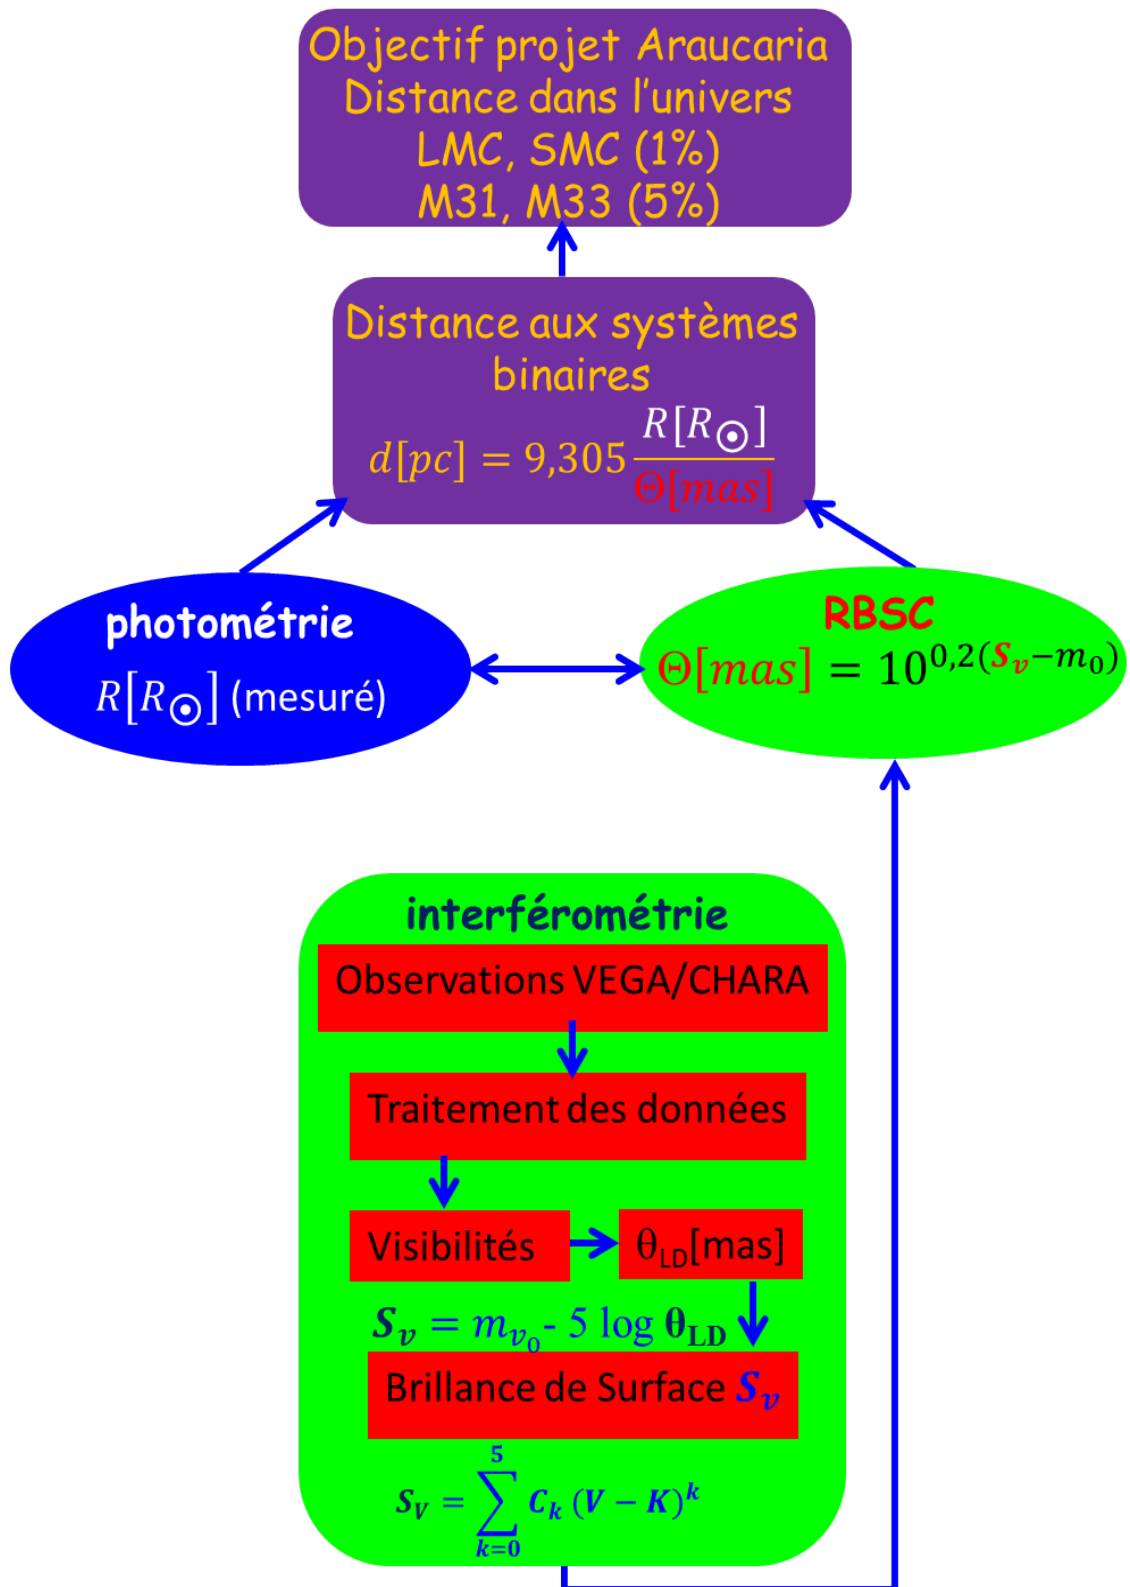 Objectif projet Araucaria
Distance dans l'univers
LMC, SMC (1%)
M31, M33 (5%)
Distance aux systèmes
binaires
d[pc] = 9,305 R[R☉] / Θ[mas]
photométrie
R[R☉] (mesuré)
RBSC
Θ[mas] = 10^{0,2(S_v−m_0)}
interférométrie
Observations VEGA/CHARA
Traitement des données
Visibilités
θ_LD[mas]
S_v = m_{v_0} - 5 log θ_LD
Brillance de Surface S_v
S_V = ∑_{k=0}^{5} C_k (V − K)^k